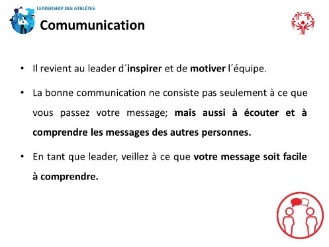 LEADERSHIP DES ATHLÈTES
Comumunication
• Il revient au leader d´inspirer et de motiver l´équipe.
• La bonne communication ne consiste pas seulement à ce que
vous passez votre message; mais aussi à écouter et à
comprendre les messages des autres personnes.
• En tant que leader, veillez à ce que votre message soit facile
à comprendre.